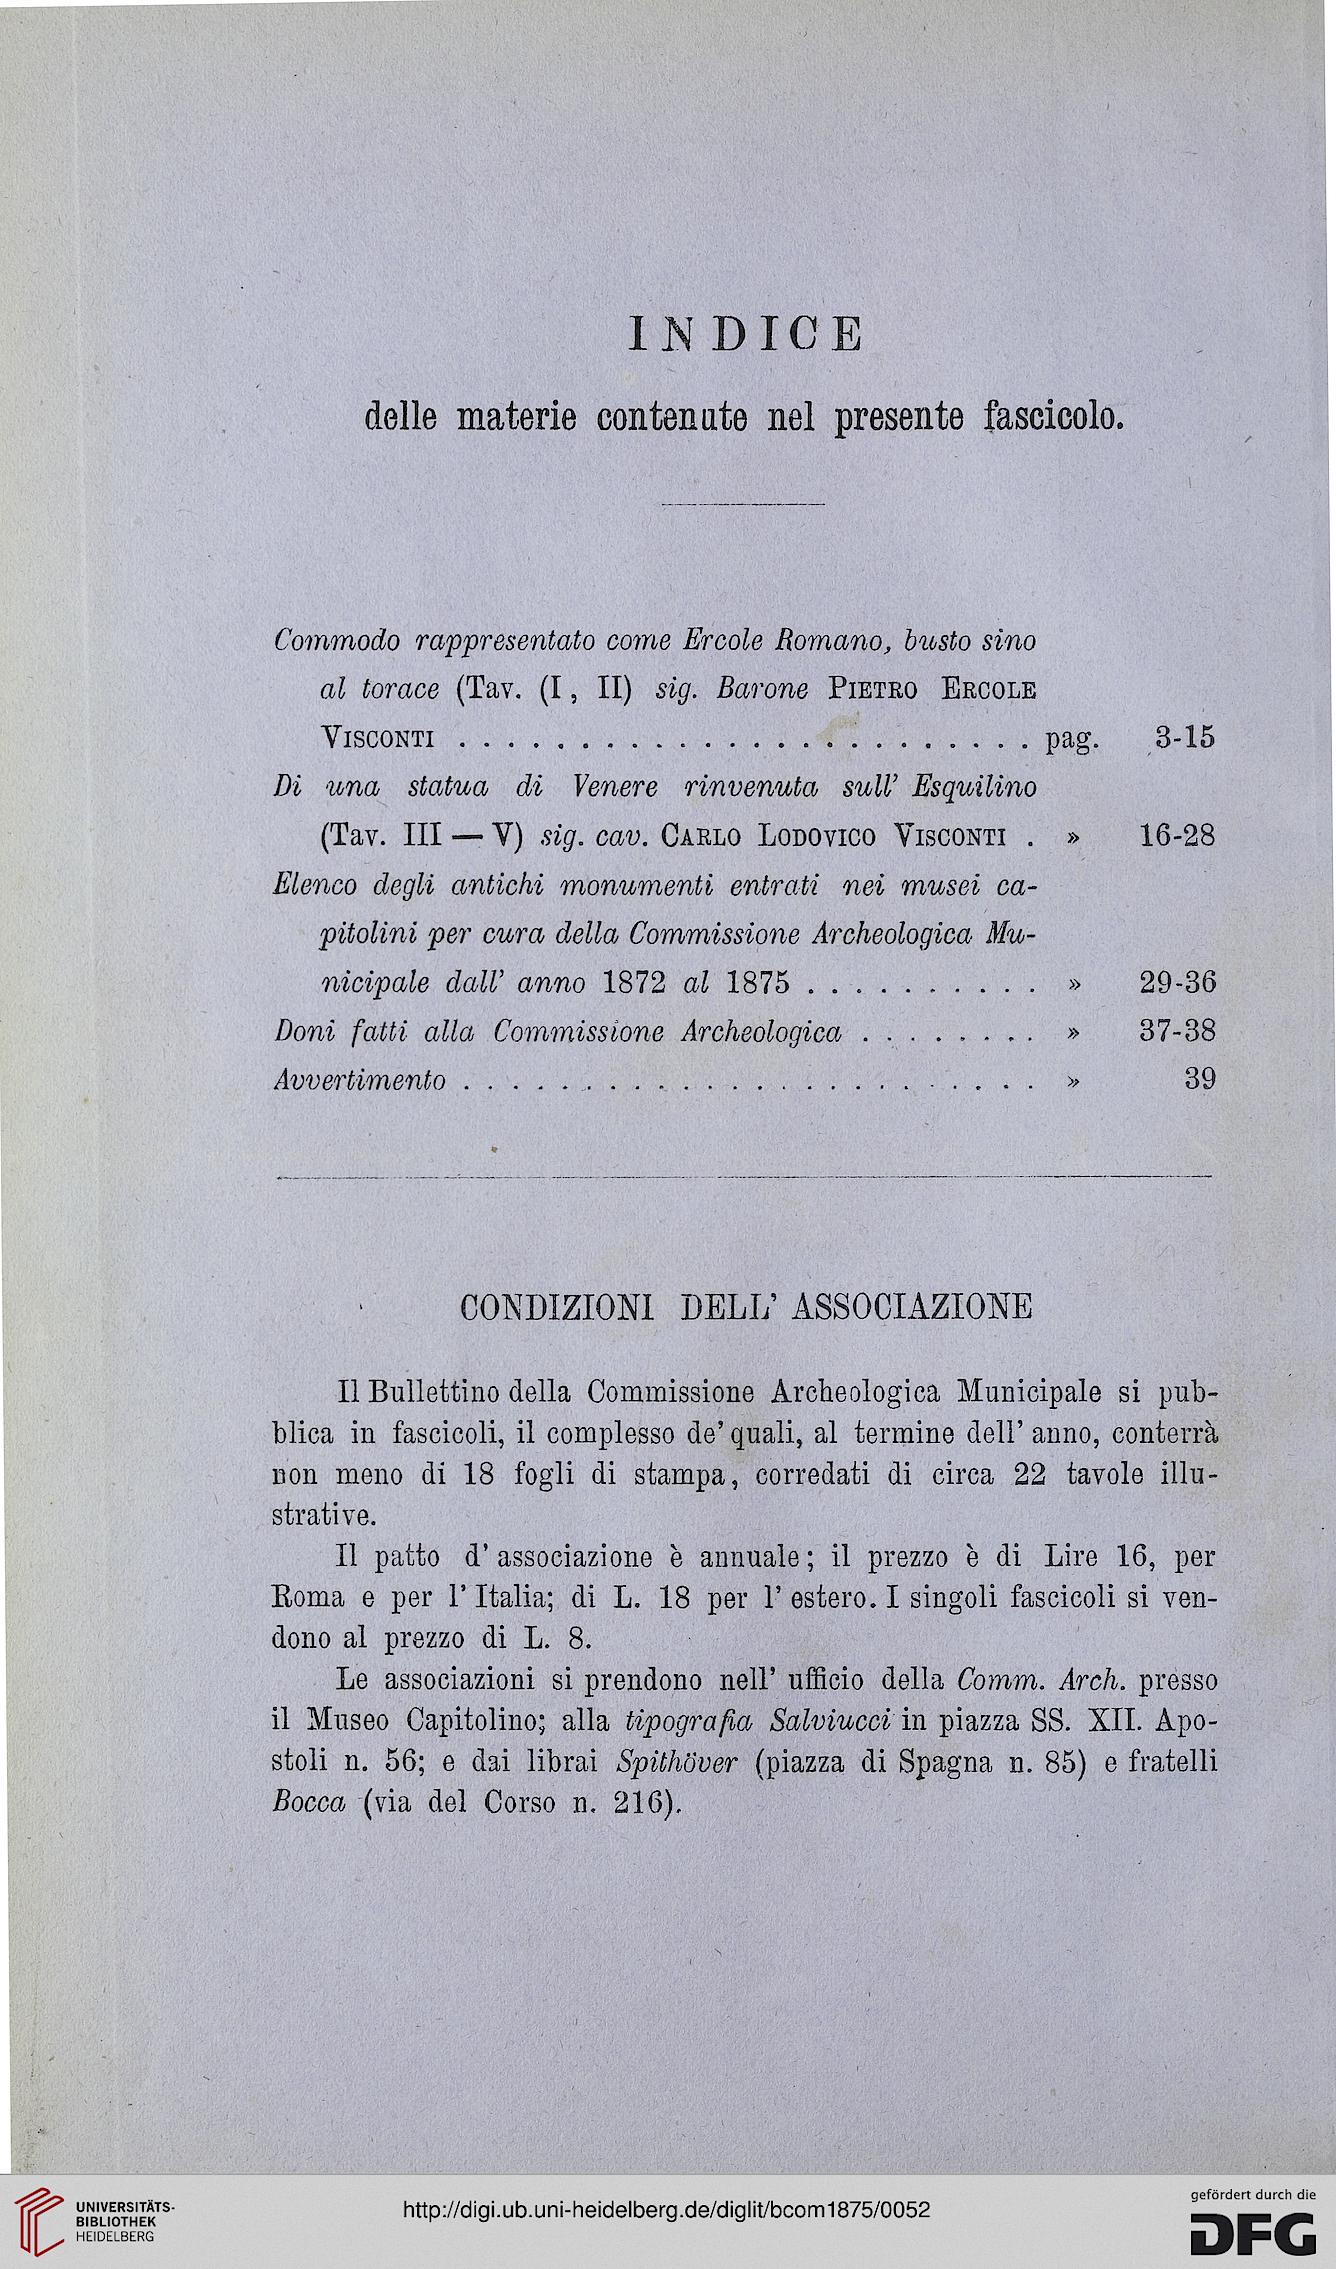 INDICE
delle materie contenute nel presente fascicolo.
Commodo rappresentato come Ercole Romano, busto sino
al torace (Tav. (I, II) sig. Barone PIETRO ERCOLE
VISCONTI . . . . . . . . . . . . . . . . . . . . . . . . pag. 3-15
Di una statua di Venere rinvenuta sull' Esquilino
(Tav. III — V) sig. cav. CARLO LODOVICO VISCONTI . » 16-28
Elenco degli antichi monumenti entrati nei musei ca-
pitolini per cura della Commissione Archeologica Mu-
nicipale dall' anno 1872 al 1875 . . . . . . . . . . » 29-36
Doni fatti alla Commissione Archeologica . . . . . . . . » 37-38
Avvertimento . . . . . . . . . . . . . . . . . . . . . . . . » 39
CONDIZIONI DELL' ASSOCIAZIONE
Il Bullettino della Commissione Archeologica Municipale si pub-
blica in fascicoli, il complesso de' quali, al termine dell' anno, conterrà
non meno di 18 fogli di stampa, corredati di circa 22 tavole illu-
strative.
Il patto d' associazione è annuale; il prezzo è di Lire 16, per
Roma e per l' Italia; di L. 18 per l' estero. I singoli fascicoli si ven-
dono al prezzo di L. 8.
Le associazioni si prendono nell' ufficio della Comm. Arch. presso
il Museo Capitolino; alla tipografia Salviucci in piazza SS. XII. Apo-
stoli n. 56; e dai librai Spithöver (piazza di Spagna n. 85) e fratelli
Bocca (via del Corso n. 216).
UNIVERSITÄTS-
BIBLIOTHEK
HEIDELBERG
http://digi.ub.uni-heidelberg.de/diglit/bcom1875/0052
gefördert durch die
DFG